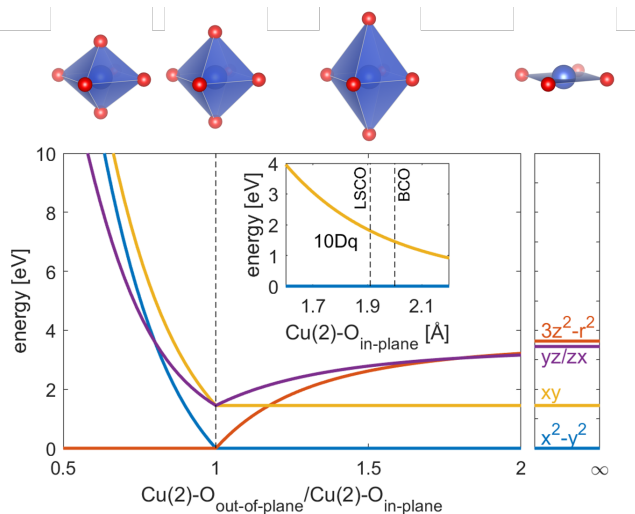 10
8
6
4
2
0
energy [eV]
0.5
1
1.5
2
∞
Cu(2)-O_out-of-plane/Cu(2)-O_in-plane
4
3
2
1
0
energy [eV]
LSCO
BCO
10Dq
1.7
1.9
2.1
Cu(2)-O_in-plane [Å]
3z²-r²
yz/zx
xy
x²-y²